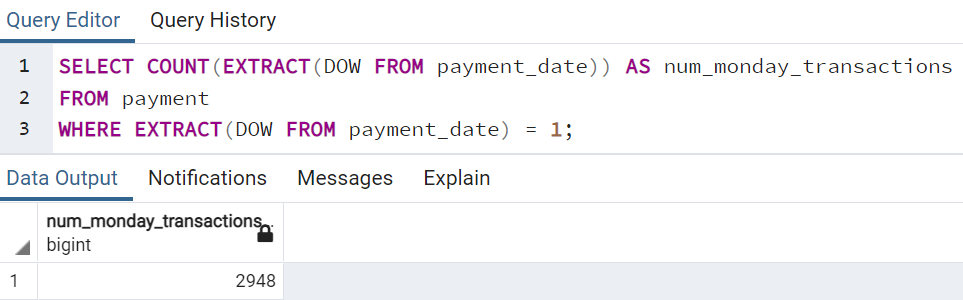 Query Editor Query History
1 SELECT COUNT(EXTRACT(DOW FROM payment_date)) AS num_monday_transactions
2 FROM payment
3 WHERE EXTRACT(DOW FROM payment_date) = 1;
Data Output Notifications Messages Explain
num_monday_transactions..
bigint
1 2948